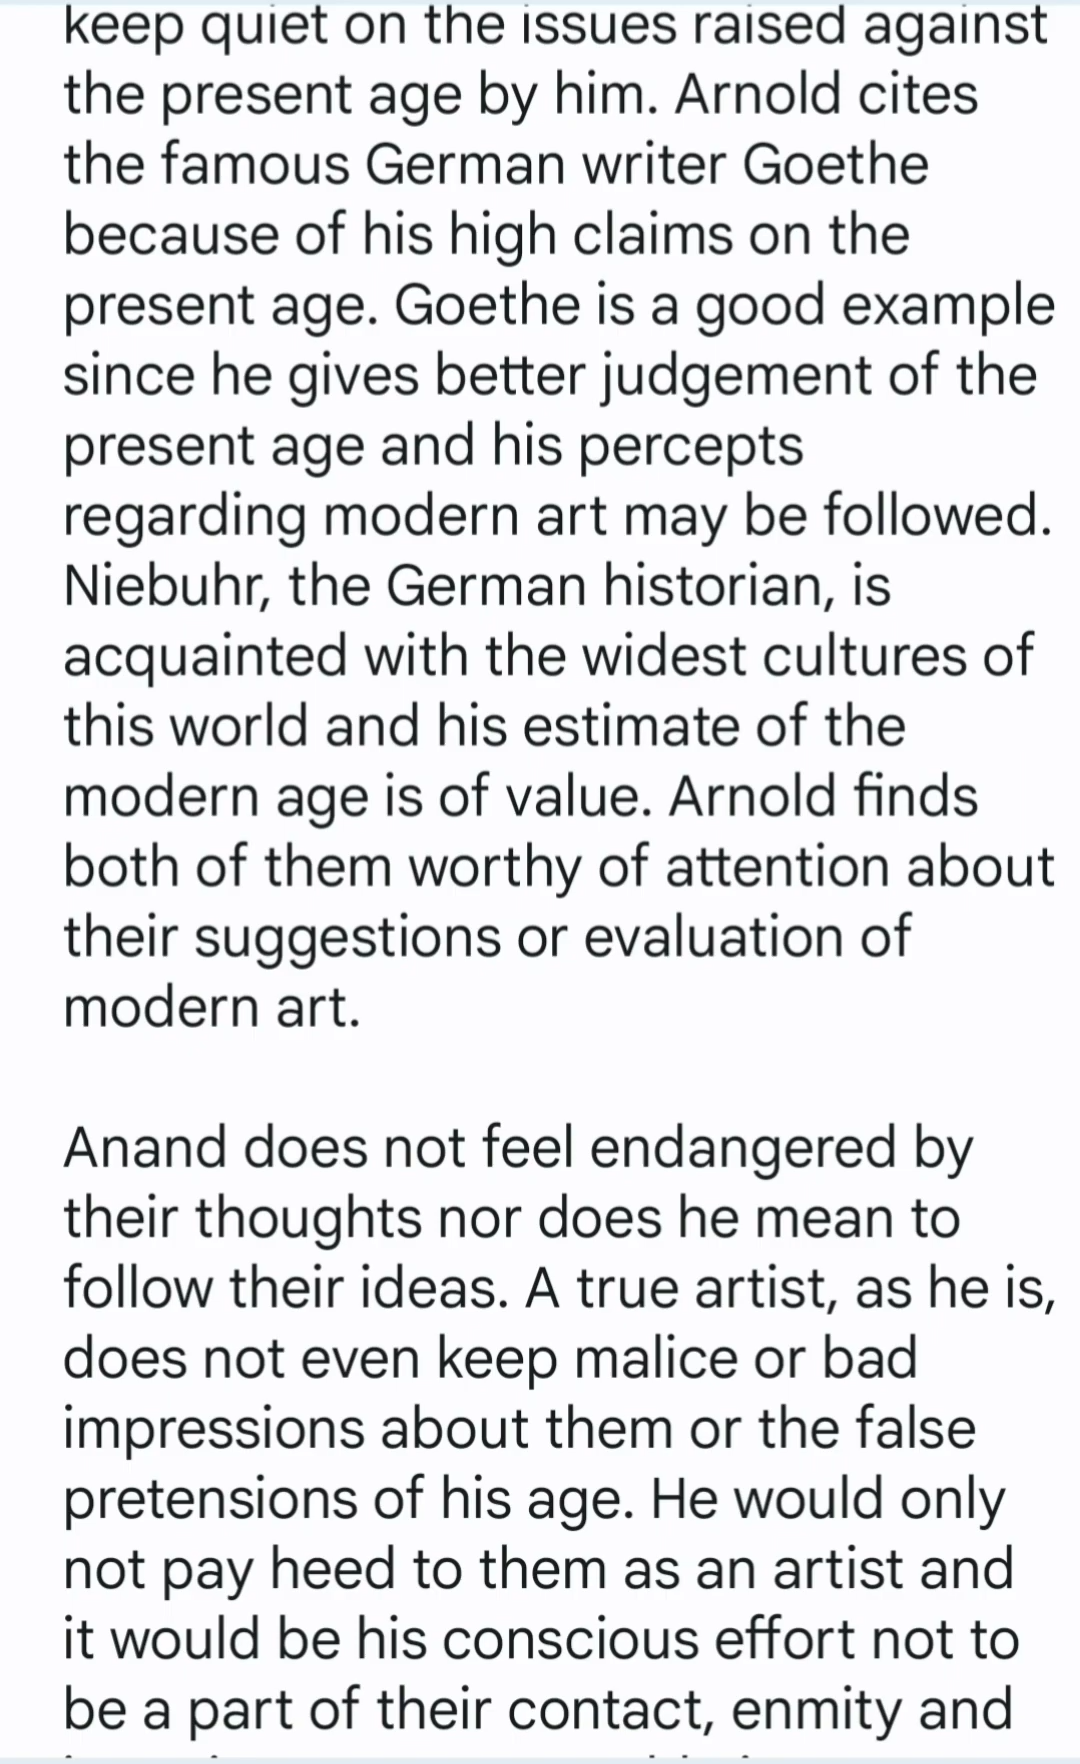 keep quiet on the issues raised against
the present age by him. Arnold cites
the famous German writer Goethe
because of his high claims on the
present age. Goethe is a good example
since he gives better judgement of the
present age and his percepts
regarding modern art may be followed.
Niebuhr, the German historian, is
acquainted with the widest cultures of
this world and his estimate of the
modern age is of value. Arnold finds
both of them worthy of attention about
their suggestions or evaluation of
modern art.
Anand does not feel endangered by
their thoughts nor does he mean to
follow their ideas. A true artist, as he is,
does not even keep malice or bad
impressions about them or the false
pretensions of his age. He would only
not pay heed to them as an artist and
it would be his conscious effort not to
be a part of their contact, enmity and